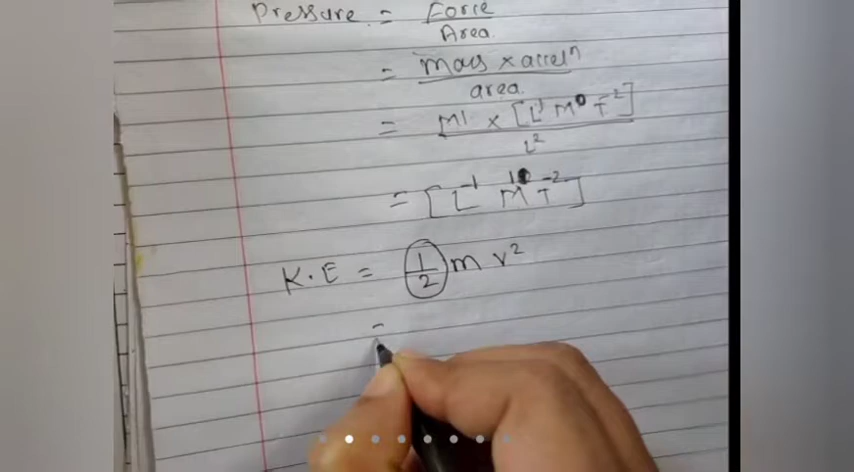 Pressure = Force / Area
= mass × accelⁿ / area
= M¹ × [L¹ M⁰ T⁻²] / L²
= [L⁻¹ M¹ T⁻²]
K.E = 1/2 m v²
=